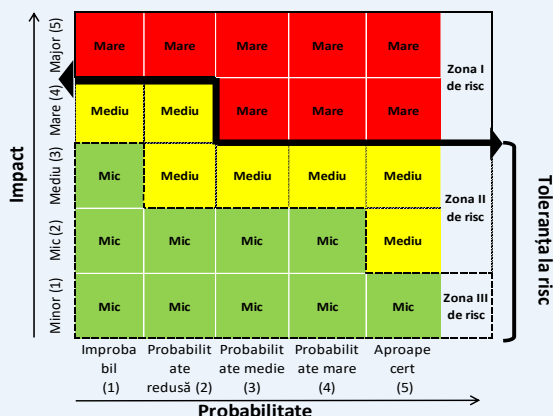 Impact
Major (5)
Mare
Mare
Mare
Mare
Mare
Zona I
de risc
Mare (4)
Mediu
Mediu
Mare
Mare
Mare
Mediu (3)
Mic
Mediu
Mediu
Mediu
Mediu
Zona II
de risc
Mic (2)
Mic
Mic
Mic
Mic
Mediu
Minor (1)
Mic
Mic
Mic
Mic
Mic
Zona III
de risc
Toleranța la risc
Improba
bil
(1)
Probabilit
ate
redusă (2)
Probabilit
ate medie
(3)
Probabilit
ate mare
(4)
Aproape
cert
(5)
Probabilitate